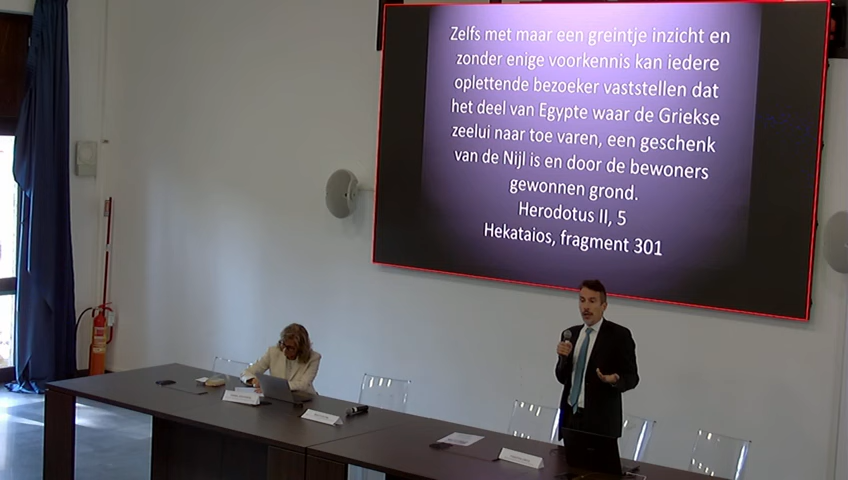 Zelfs met maar een greintje inzicht en
zonder enige voorkennis kan iedere
oplettende bezoeker vaststellen dat
het deel van Egypte waar de Griekse
zeelui naar toe varen, een geschenk
van de Nijl is en door de bewoners
gewonnen grond.
Herodotus II, 5
Hekataios, fragment 301